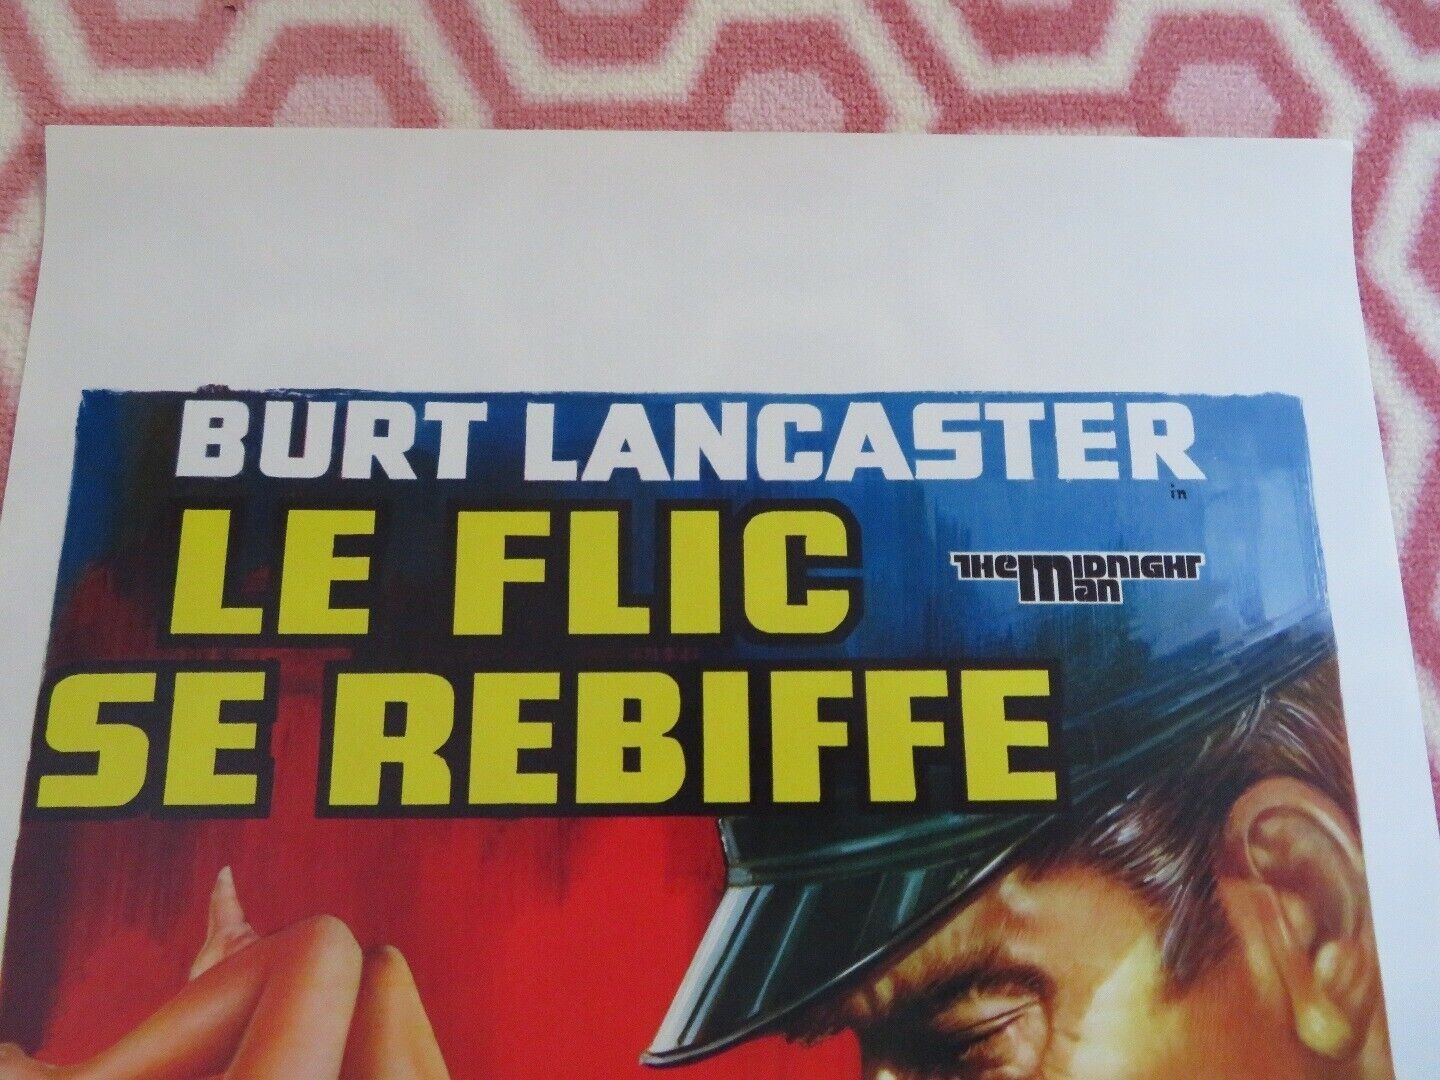 BURT LANCASTER
in
LE FLIC
THE MIDNIGHT
man
SE REBIFFE